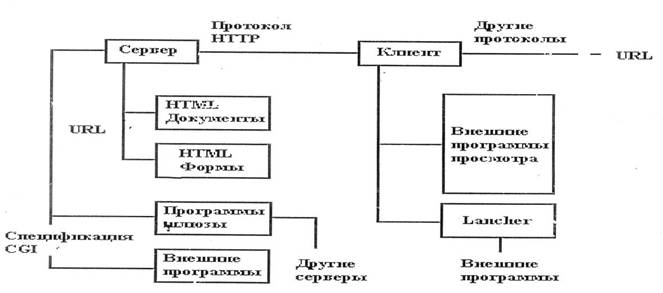 Протокол
HTTP
Другие
протоколы
Сервер
Клиент
URL
HTML
Документы
URL
HTML
Формы
Внешние
программы
просмотра
Программы
шлюзы
Lancher
Спецификация
CGI
Внешние
программы
Другие
серверы
Внешние
программы